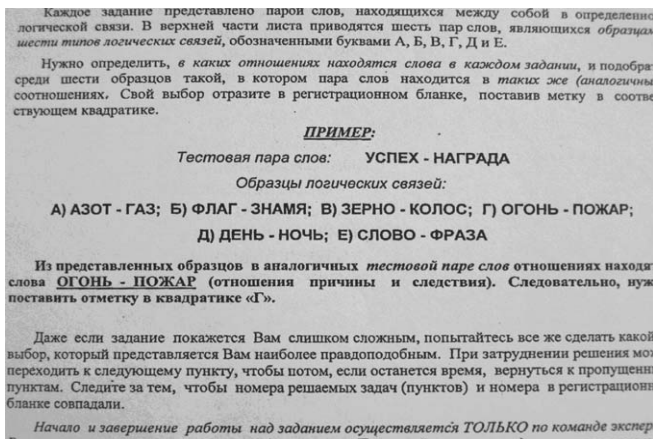 Каждое задание представлено парой слов, находящихся между собой в определенно
логической связи. В верхней части листа приводятся шесть пар слов, являющихся образцам
шести типов логических связей, обозначенными буквами А, Б, В, Г, Д и Е.
Нужно определить, в каких отношениях находятся слова в каждом задании, и подобра
среди шести образцов такой, в котором пара слов находится в таких же (аналогичны
соотношениях. Свой выбор отразите в регистрационном бланке, поставив метку в соотве
ствующем квадратике.
ПРИМЕР:
Тестовая пара слов: УСПЕХ - НАГРАДА
Образцы логических связей:
А) АЗОТ - ГАЗ; Б) ФЛАГ - ЗНАМЯ; В) ЗЕРНО - КОЛОС; Г) ОГОНЬ - ПОЖАР;
Д) ДЕНЬ - НОЧЬ; Е) СЛОВО - ФРАЗА
Из представленных образцов в аналогичных тестовой паре слов отношениях находят
слова ОГОНЬ - ПОЖАР (отношения причины и следствия). Следовательно, нуж
поставить отметку в квадратике «Г».
Даже если задание покажется Вам слишком сложным, попытайтесь все же сделать какой
выбор, который представляется Вам наиболее правдоподобным. При затруднении решения мо
переходить к следующему пункту, чтобы потом, если останется время, вернуться к пропущенн
пунктам. Следите за тем, чтобы номера решаемых задач (пунктов) и номера в регистрационн
бланке совпадали.
Начало и завершение работы над заданием осуществляется ТОЛЬКО по команде экспер